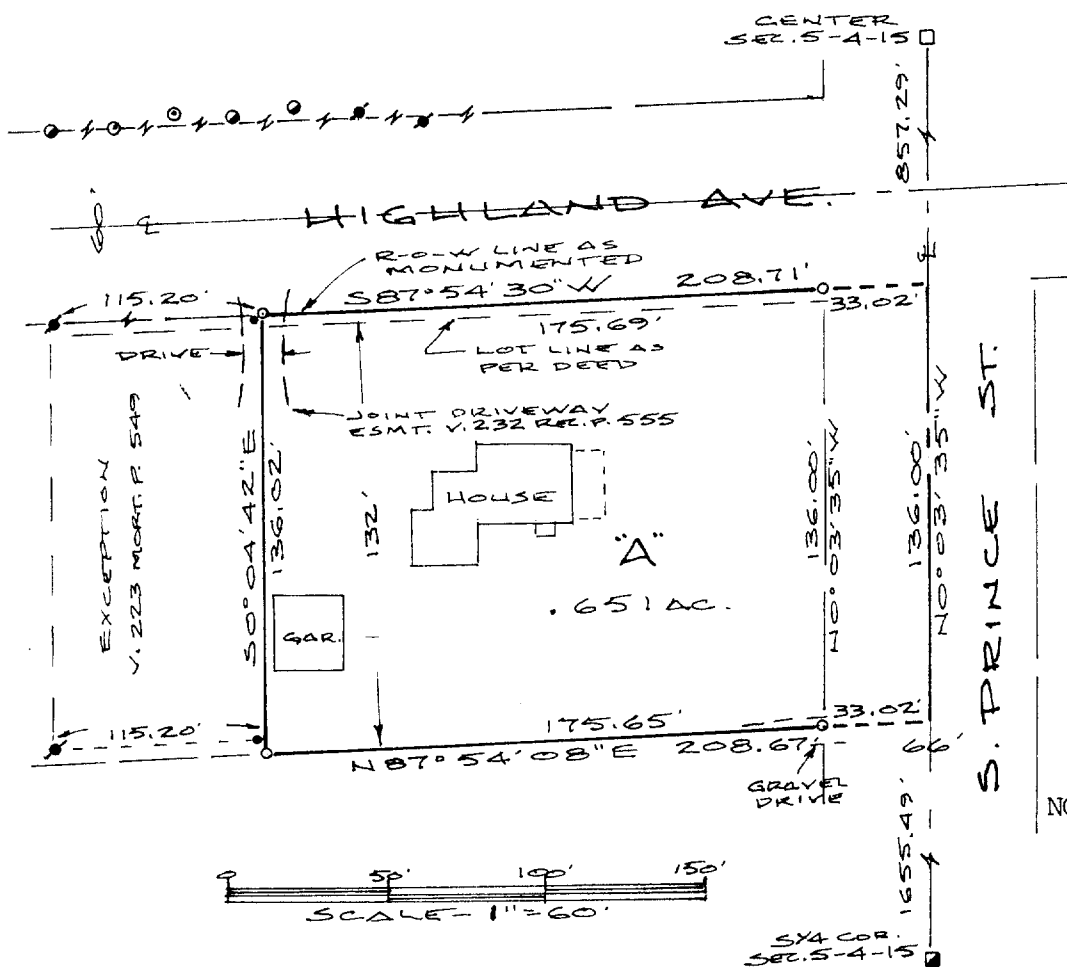 CENTER
SEC. 5-4-15
857.29'
60'
℄
HIGHLAND AVE.
℄
R-O-W LINE AS
MONUMENTED
115.20'
S87°54'30"W
208.71'
33.02'
175.69'
DRIVE
LOT LINE AS
PER DEED
JOINT DRIVEWAY
ESMT. V. 232 REC. P. 555
EXCEPTION
V. 223 MORT. P. 549
S0°04'42"E
136.02'
132'
HOUSE
"A"
.651 AC.
GAR.
136.00'
N0°03'35"W
136.00'
N0°03'35"W
S. PRINCE ST.
115.20'
175.65'
33.02'
N87°54'08"E
208.67'
66'
GRAVEL
DRIVE
NO
1655.49'
0 50' 100' 150'
SCALE - 1"=60'
S1/4 COR.
SEC. 5-4-15